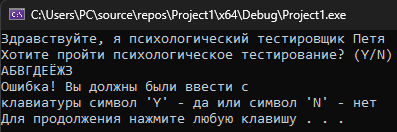 C:\Users\PC\source\repos\Project1\x64\Debug\Project1.exe
Здравствуйте, я психологический тестировщик Петя
Хотите пройти психологическое тестирование? (Y/N)
АБВГДЕЁЖЗ
Ошибка! Вы должны были ввести с
клавиатуры символ 'Y' - да или символ 'N' - нет
Для продолжения нажмите любую клавишу . . .